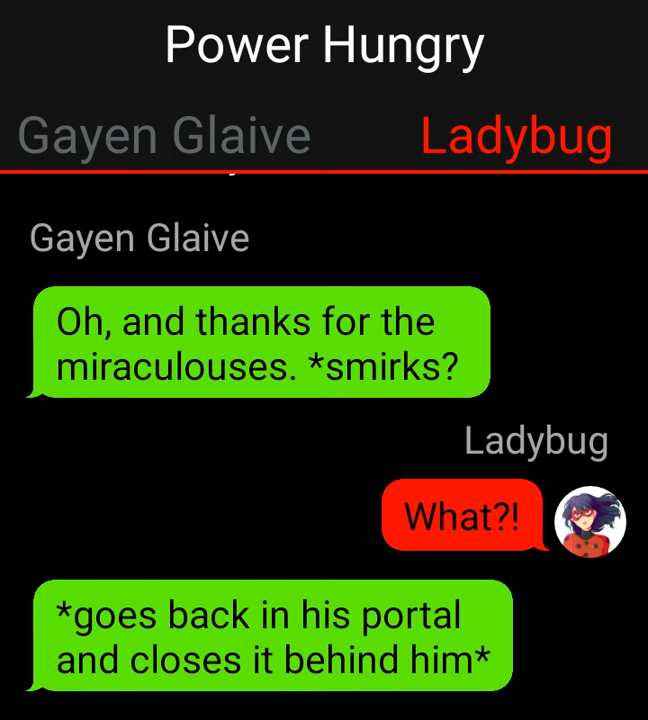 Power Hungry
Gayen Glaive
Ladybug
Gayen Glaive
Oh, and thanks for the
miraculouses. *smirks?
Ladybug
What?!
*goes back in his portal
and closes it behind him*